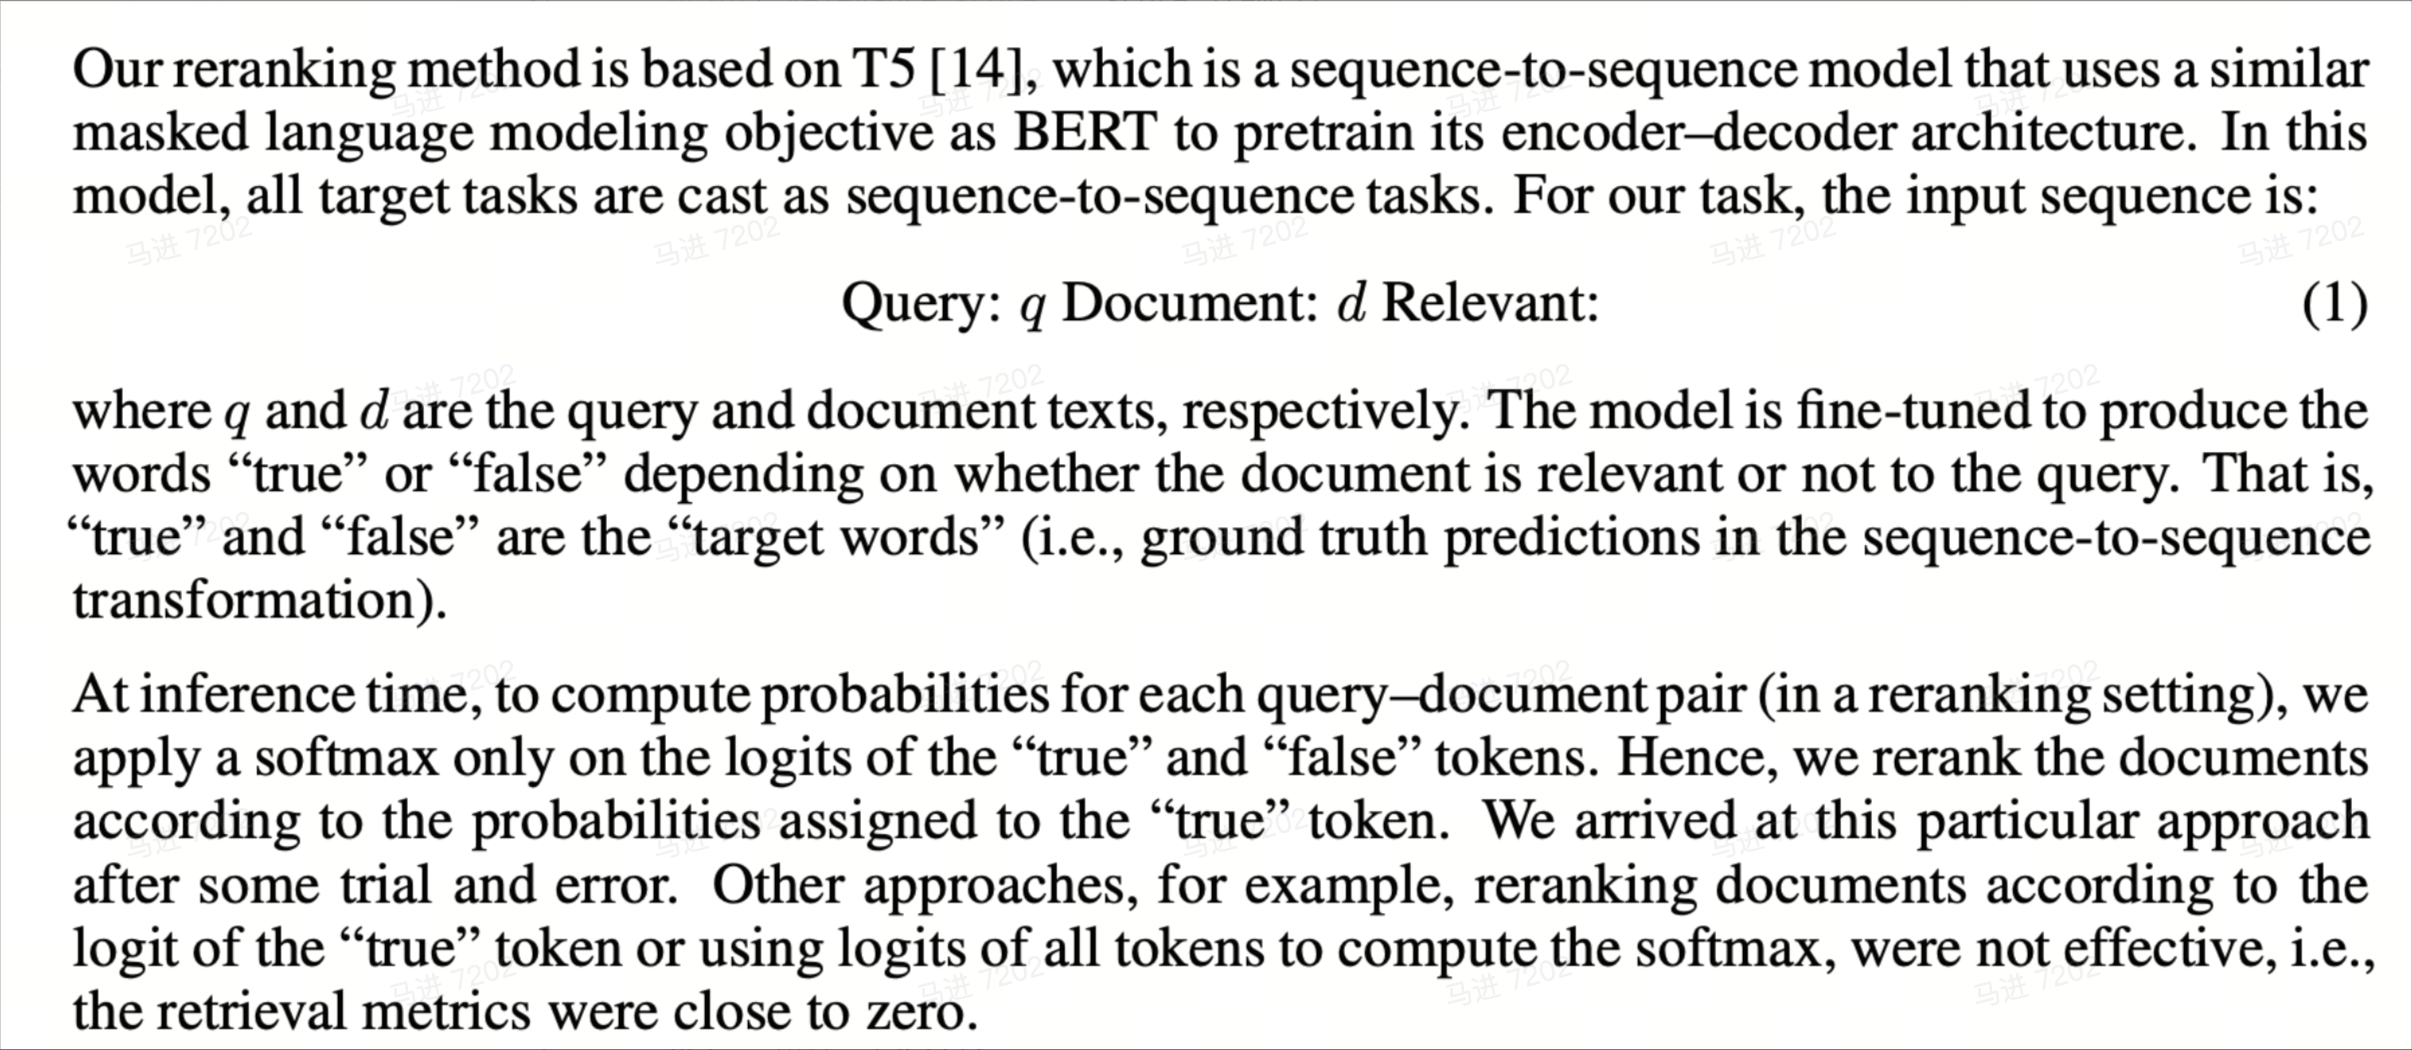 Our reranking method is based on T5 [14], which is a sequence-to-sequence model that uses a similar
masked language modeling objective as BERT to pretrain its encoder–decoder architecture. In this
model, all target tasks are cast as sequence-to-sequence tasks. For our task, the input sequence is:
Query: q Document: d Relevant: (1)
where q and d are the query and document texts, respectively. The model is fine-tuned to produce the
words “true” or “false” depending on whether the document is relevant or not to the query. That is,
“true” and “false” are the “target words” (i.e., ground truth predictions in the sequence-to-sequence
transformation).
At inference time, to compute probabilities for each query–document pair (in a reranking setting), we
apply a softmax only on the logits of the “true” and “false” tokens. Hence, we rerank the documents
according to the probabilities assigned to the “true” token. We arrived at this particular approach
after some trial and error. Other approaches, for example, reranking documents according to the
logit of the “true” token or using logits of all tokens to compute the softmax, were not effective, i.e.,
the retrieval metrics were close to zero.
马进 7202